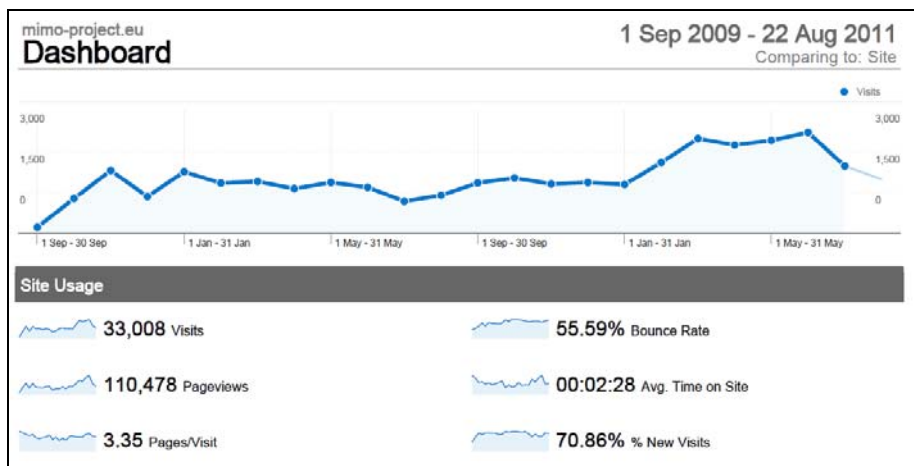 mimo-project.eu
Dashboard
1 Sep 2009 - 22 Aug 2011
Comparing to: Site
Visits
3,000 3,000
1,500 1,500
0 0
1 Sep - 30 Sep 1 Jan - 31 Jan 1 May - 31 May 1 Sep - 30 Sep 1 Jan - 31 Jan 1 May - 31 May
Site Usage
33,008 Visits 55.59% Bounce Rate
110,478 Pageviews 00:02:28 Avg. Time on Site
3.35 Pages/Visit 70.86% % New Visits